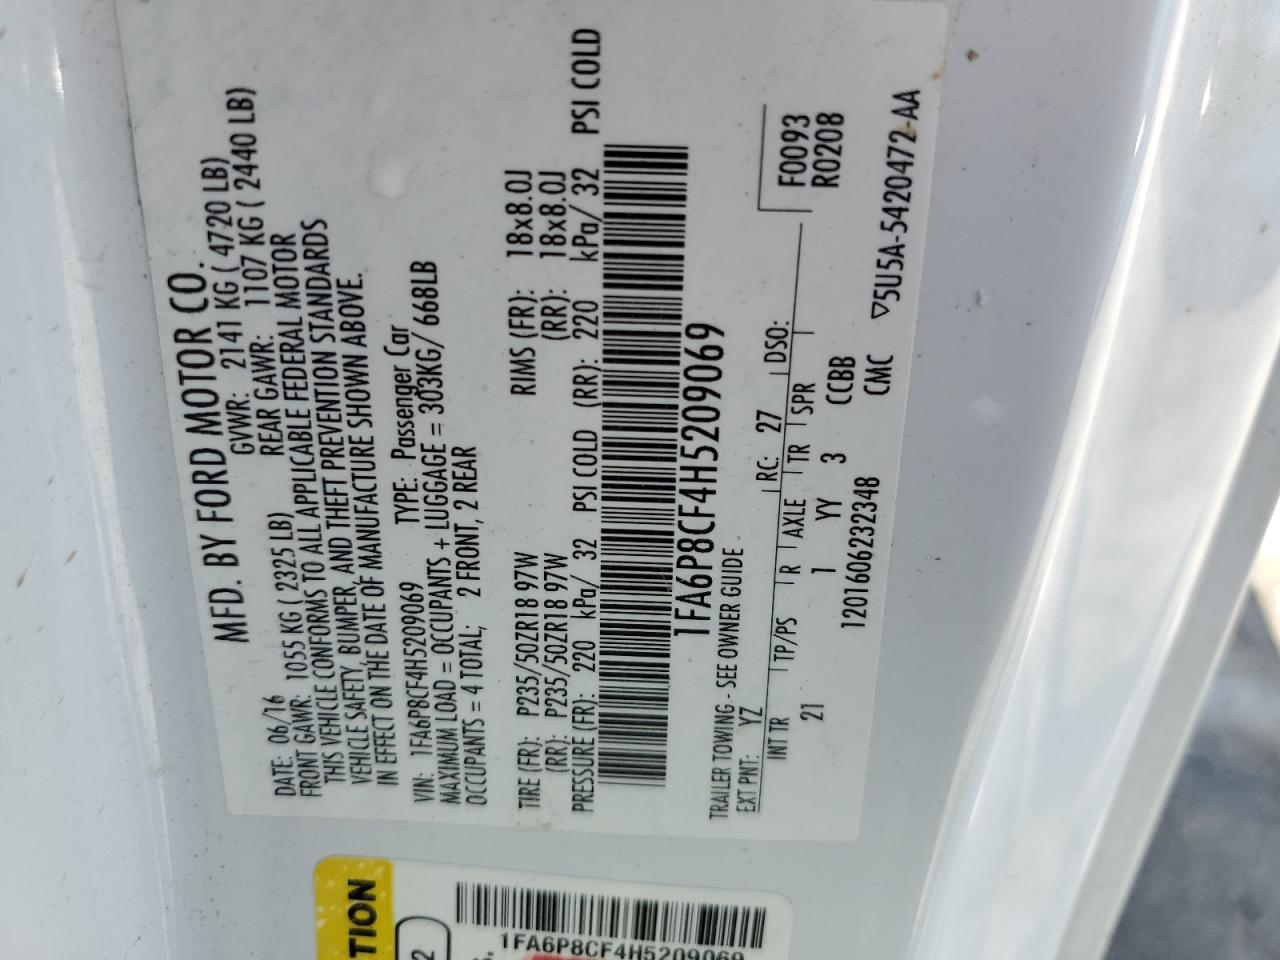 MFD. BY FORD MOTOR CO.
DATE: 06/16 GVWR: 2141 KG ( 4720 LB)
FRONT GAWR: 1055 KG ( 2325 LB) REAR GAWR: 1107 KG ( 2440 LB)
THIS VEHICLE CONFORMS TO ALL APPLICABLE FEDERAL MOTOR
VEHICLE SAFETY, BUMPER, AND THEFT PREVENTION STANDARDS
IN EFFECT ON THE DATE OF MANUFACTURE SHOWN ABOVE.
VIN: 1FA6P8CF4H5209069 TYPE: Passenger Car
MAXIMUM LOAD = OCCUPANTS + LUGGAGE = 303KG/ 668LB
OCCUPANTS = 4 TOTAL; 2 FRONT, 2 REAR
TIRE (FR): P235/50ZR18 97W RIMS (FR): 18x8.0J
(RR): P235/50ZR18 97W (RR): 18x8.0J
PRESSURE (FR): 220 kPa/ 32 PSI COLD (RR): 220 kPa/ 32 PSI COLD
1FA6P8CF4H5209069
TRAILER TOWING - SEE OWNER GUIDE
EXT PNT: YZ RC: 27 DSO: F0093
INT TR TP/PS R AXLE TR SPR R0208
21 1 YY 3 CCBB
1201606232348 CMC ▽5U5A-5420472-AA
TION
2
1FA6P8CF4H5209069